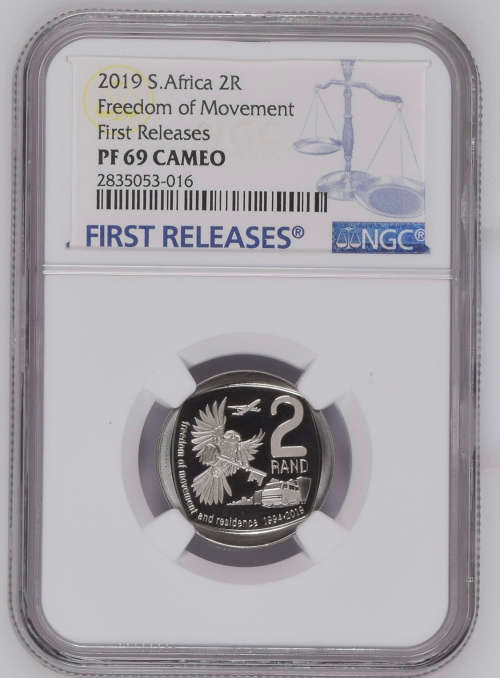 2019 S.Africa 2R
Freedom of Movement
First Releases
PF 69 CAMEO
2835053-016
FIRST RELEASES®
NGC®
2
RAND
freedom of movement
and residence 1994-2019